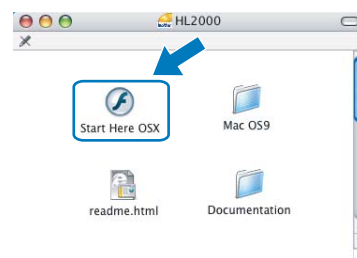 HL2000
Start Here OSX
Mac OS9
readme.html
Documentation